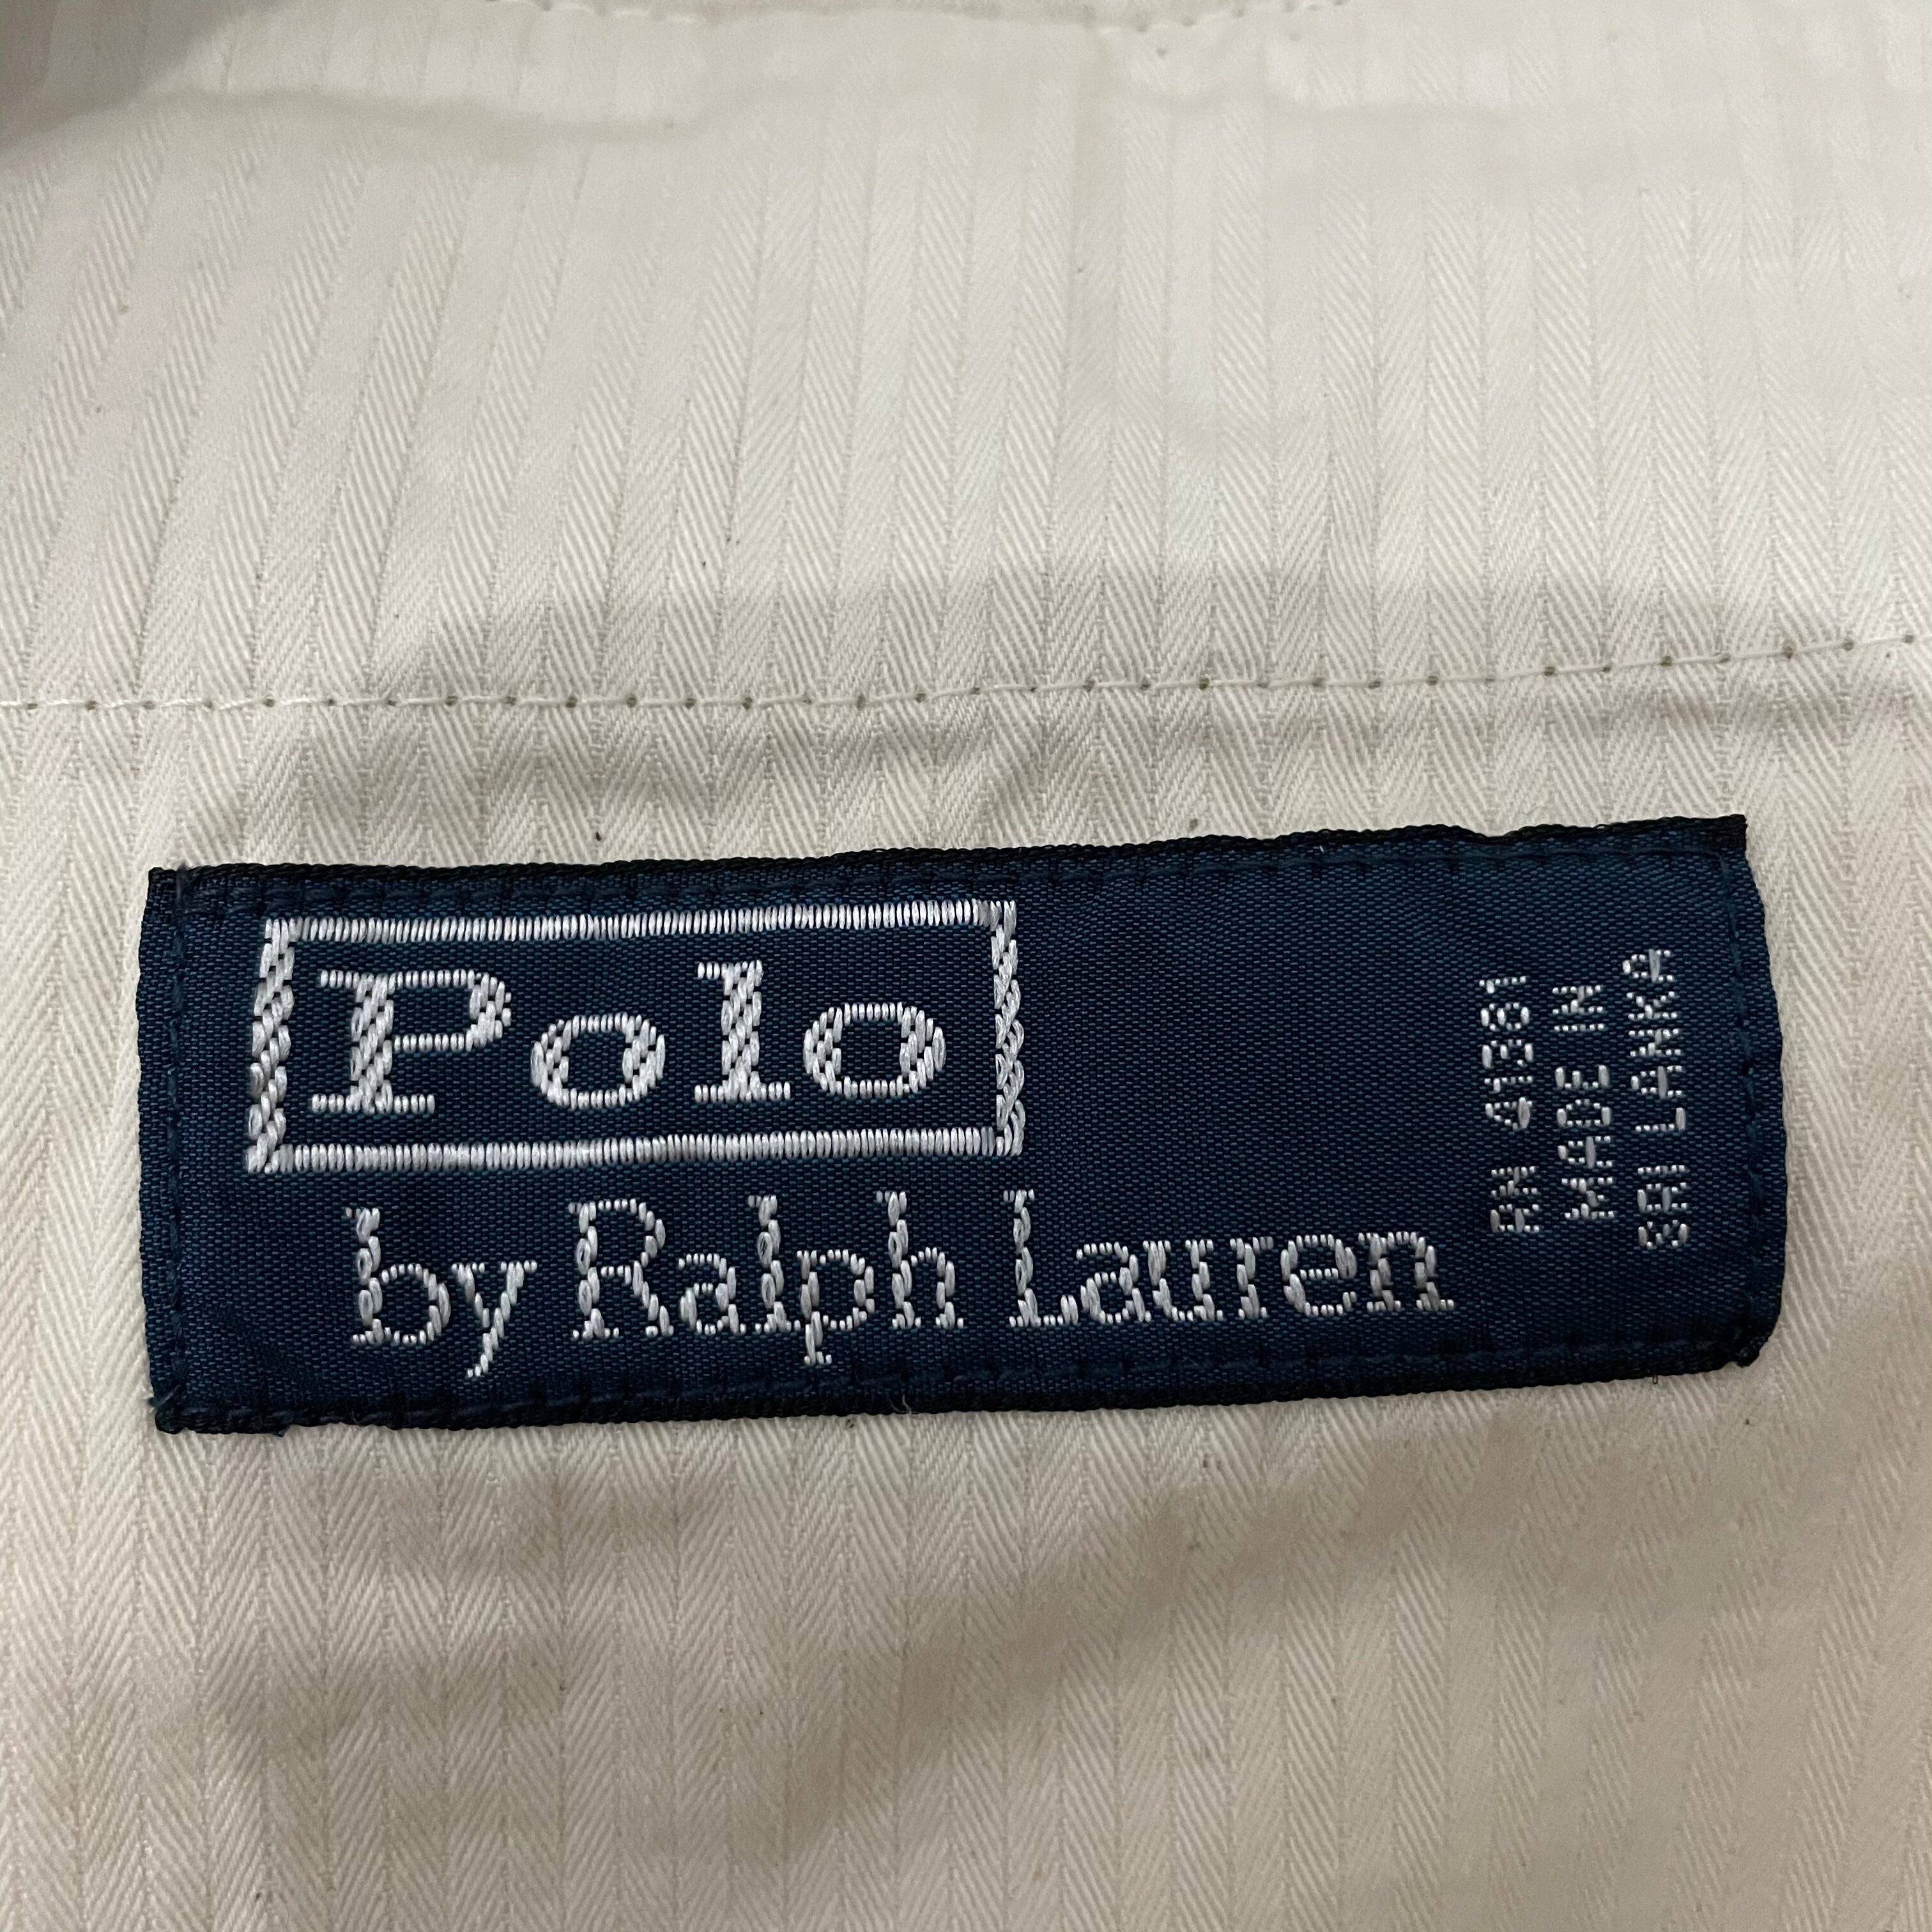 Polo
by Ralph Lauren
RN 41381
MADE IN
SRI LANKA